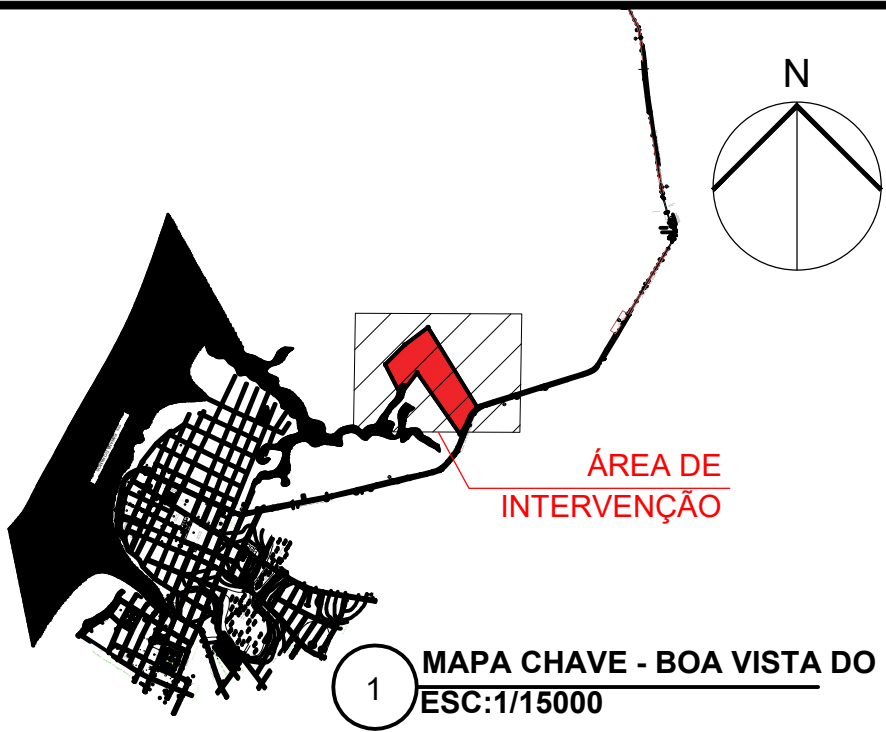 N
ÁREA DE
INTERVENÇÃO
1
MAPA CHAVE - BOA VISTA DO
ESC:1/15000